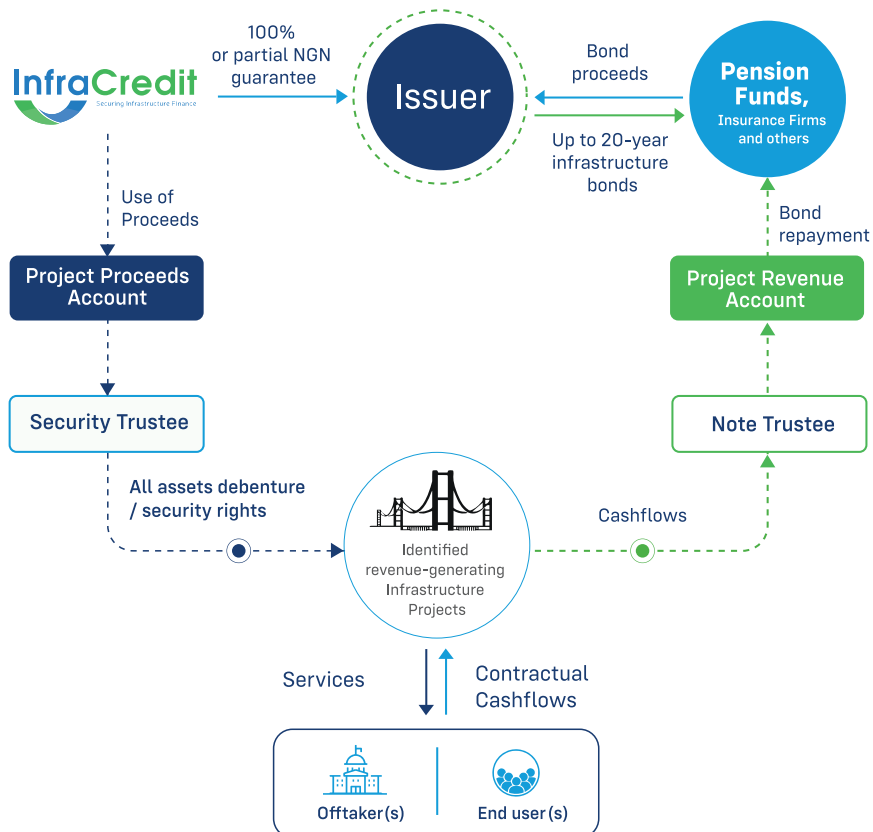 100%
or partial NGN
guarantee
InfraCredit
Securing Infrastructure Finance
Issuer
Bond
proceeds
Up to 20-year
infrastructure
bonds
Pension
Funds,
Insurance Firms
and others
Use of
Proceeds
Bond
repayment
Project Proceeds
Account
Project Revenue
Account
Security Trustee
Note Trustee
All assets debenture
/ security rights
Identified
revenue-generating
Infrastructure
Projects
Cashflows
Services
Contractual
Cashflows
Offtaker(s)
End user(s)